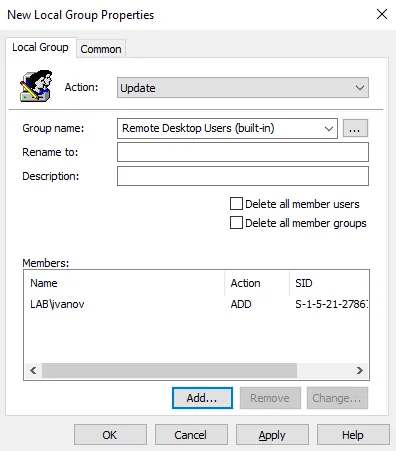 New Local Group Properties
Local Group Common
Action: Update
Group name: Remote Desktop Users (built-in) ...
Rename to:
Description:
Delete all member users
Delete all member groups
Members:
Name Action SID
LAB\ivanov ADD S-1-5-21-2786
Add... Remove Change...
OK Cancel Apply Help